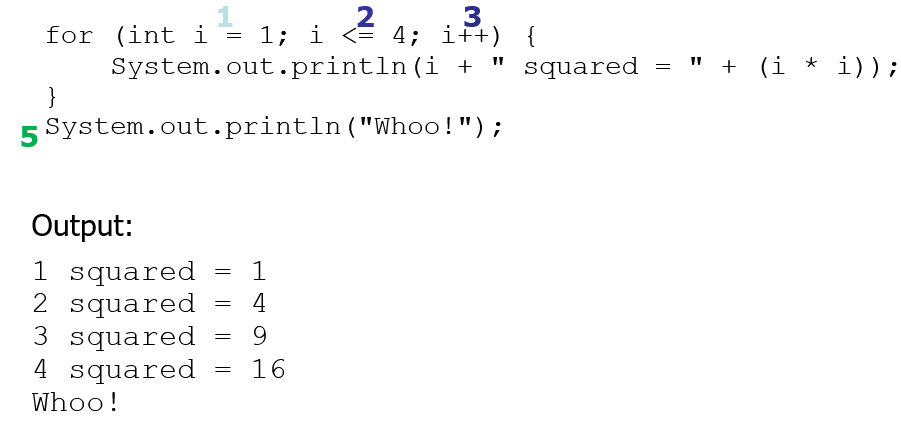 1 2 3
for (int i = 1; i <= 4; i++) {
    System.out.println(i + " squared = " + (i * i));
}
5 System.out.println("Whoo!");
Output:
1 squared = 1
2 squared = 4
3 squared = 9
4 squared = 16
Whoo!